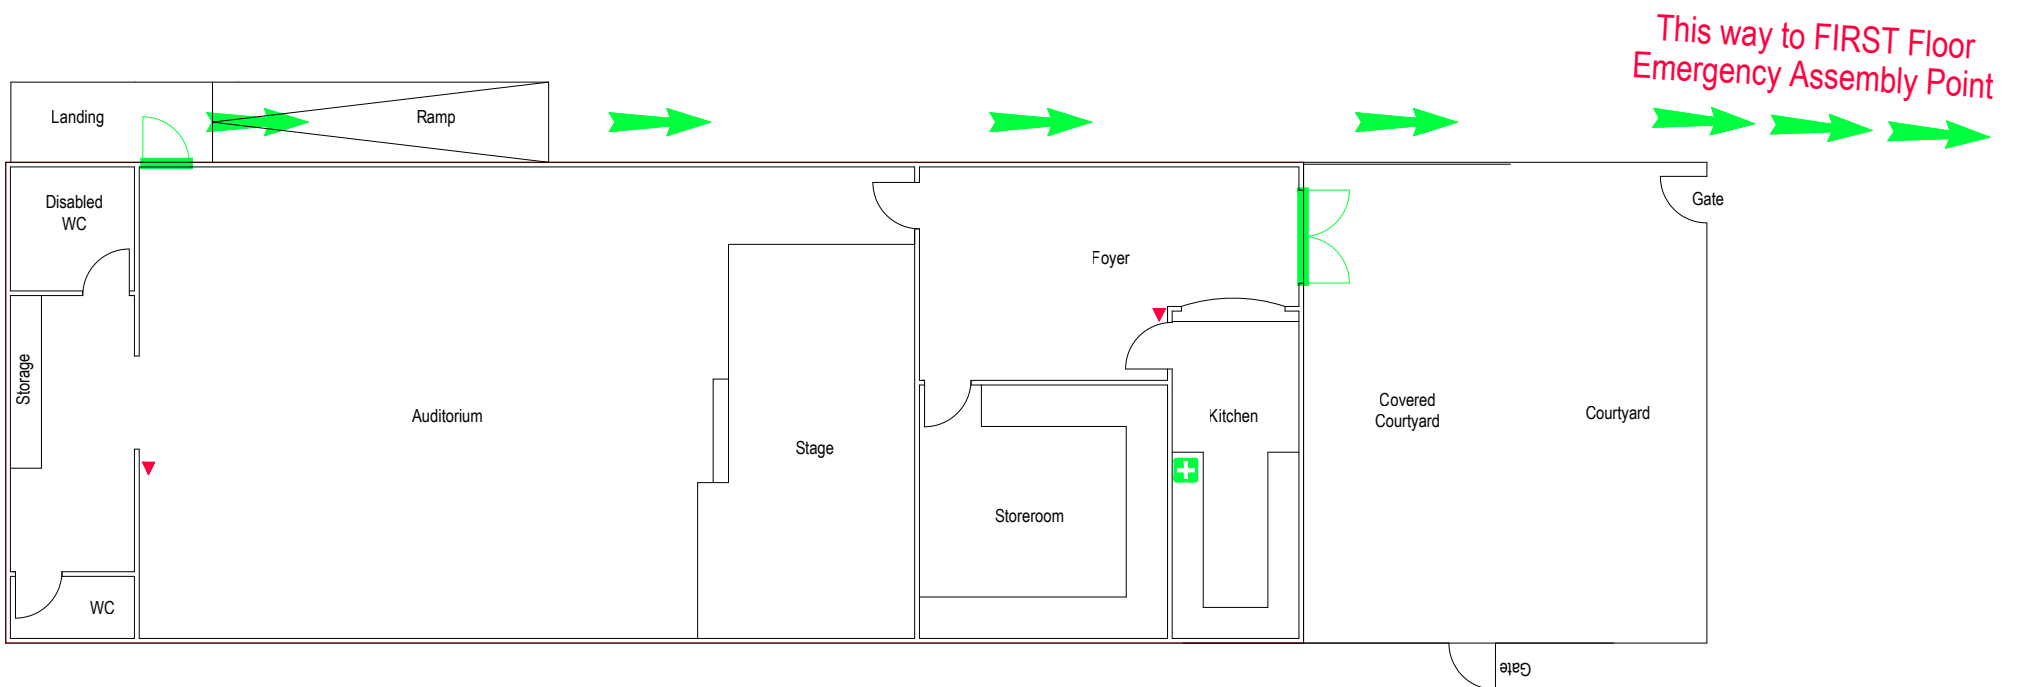 This way to FIRST Floor
Emergency Assembly Point
Landing
Ramp
Disabled
WC
Gate
Foyer
Storage
Auditorium
Stage
Kitchen
Covered
Courtyard
Courtyard
Storeroom
WC
Gate